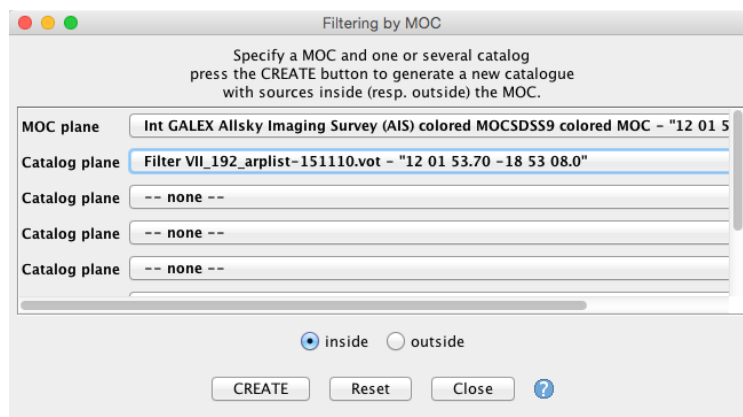 Filtering by MOC
Specify a MOC and one or several catalog
press the CREATE button to generate a new catalogue
with sources inside (resp. outside) the MOC.
MOC plane Int GALEX Allsky Imaging Survey (AIS) colored MOCSDSS9 colored MOC - "12 01 5
Catalog plane Filter VII_192_arplist-151110.vot - "12 01 53.70 -18 53 08.0"
Catalog plane -- none --
Catalog plane -- none --
Catalog plane -- none --
inside outside
CREATE Reset Close ?